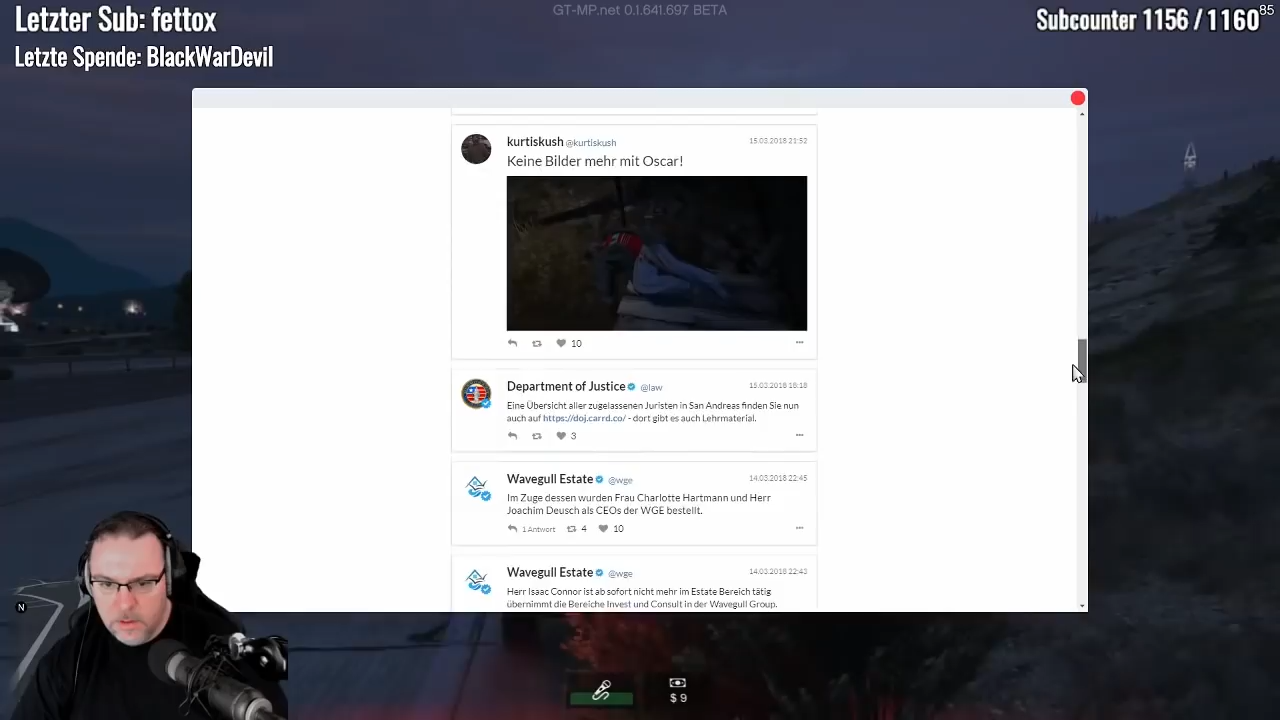 Letzter Sub: fettox
Letzte Spende: BlackWarDevil
GT-MP.net 0.1.641.697 BETA
Subcounter 1156 / 1160
85
kurtiskush @kurtiskush 15.03.2018 21:52
Keine Bilder mehr mit Oscar!
10
Department of Justice @law 15.03.2018 18:18
Eine Übersicht aller zugelassenen Juristen in San Andreas finden Sie nun
auch auf https://doj.carrd.co/ - dort gibt es auch Lehrmaterial.
3
Wavegull Estate @wge 14.03.2018 22:45
Im Zuge dessen wurden Frau Charlotte Hartmann und Herr
Joachim Deusch als CEOs der WGE bestellt.
1 Antwort 4 10
Wavegull Estate @wge 14.03.2018 22:43
Herr Isaac Connor ist ab sofort nicht mehr im Estate Bereich tätig
übernimmt die Bereiche Invest und Consult in der Wavegull Group.
N
$ 9